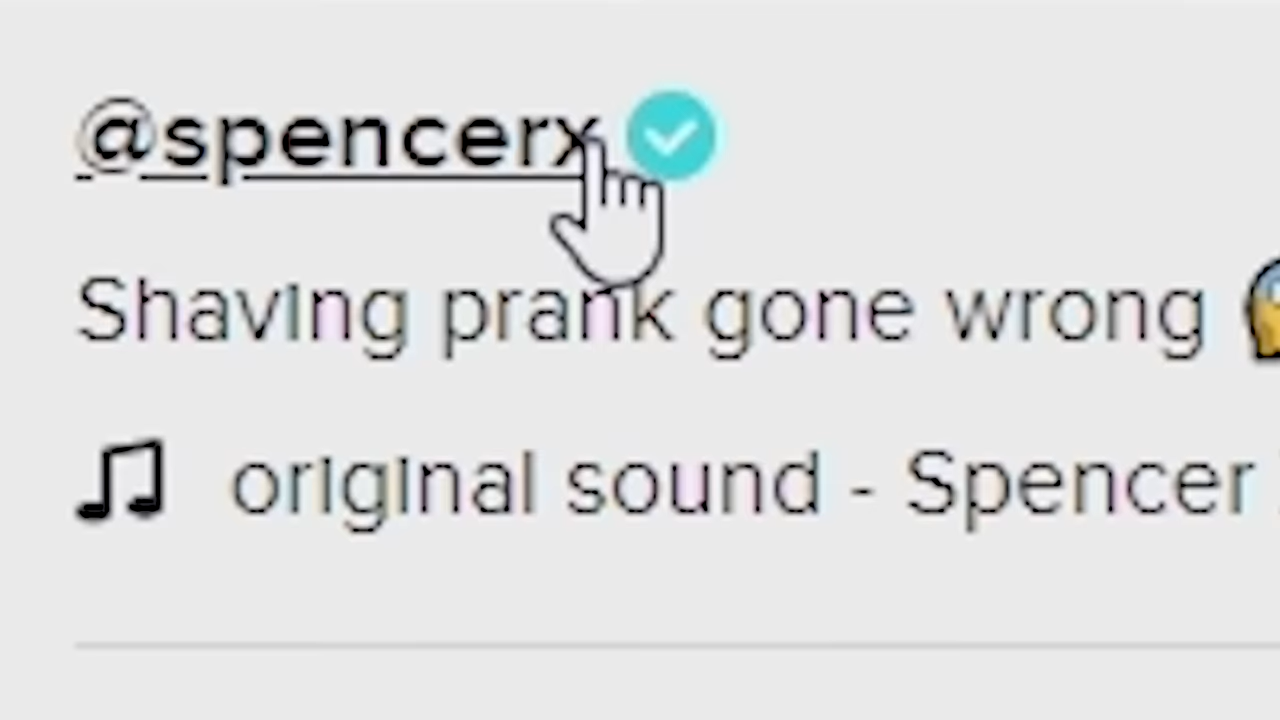 @spencerx
Shaving prank gone wrong 😱
original sound - Spencer